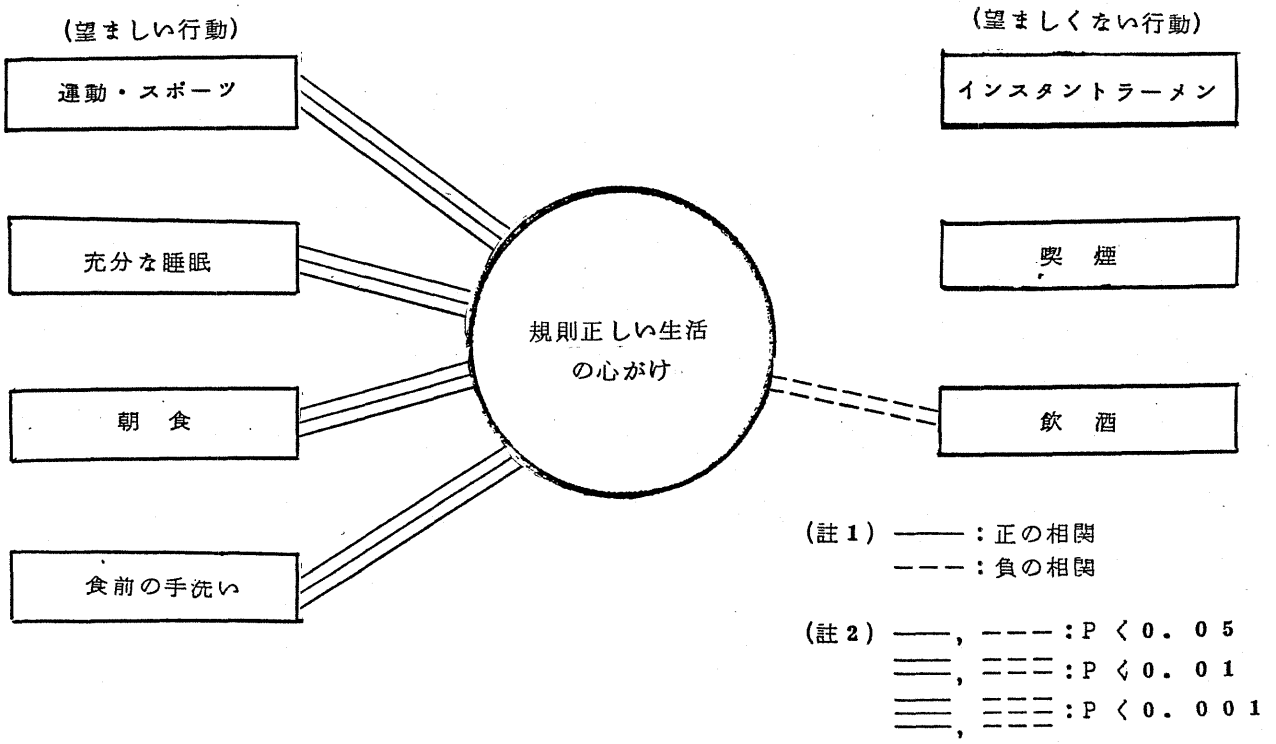 (望ましい行動)
運動・スポーツ
充分な睡眠
朝 食
食前の手洗い
規則正しい生活
の心がけ
(望ましくない行動)
インスタントラーメン
喫 煙
飲 酒
(註1) ―― : 正の相関
--- : 負の相関
(註2) ――, --- : P < 0.05
, : P < 0.01
, : P < 0.001